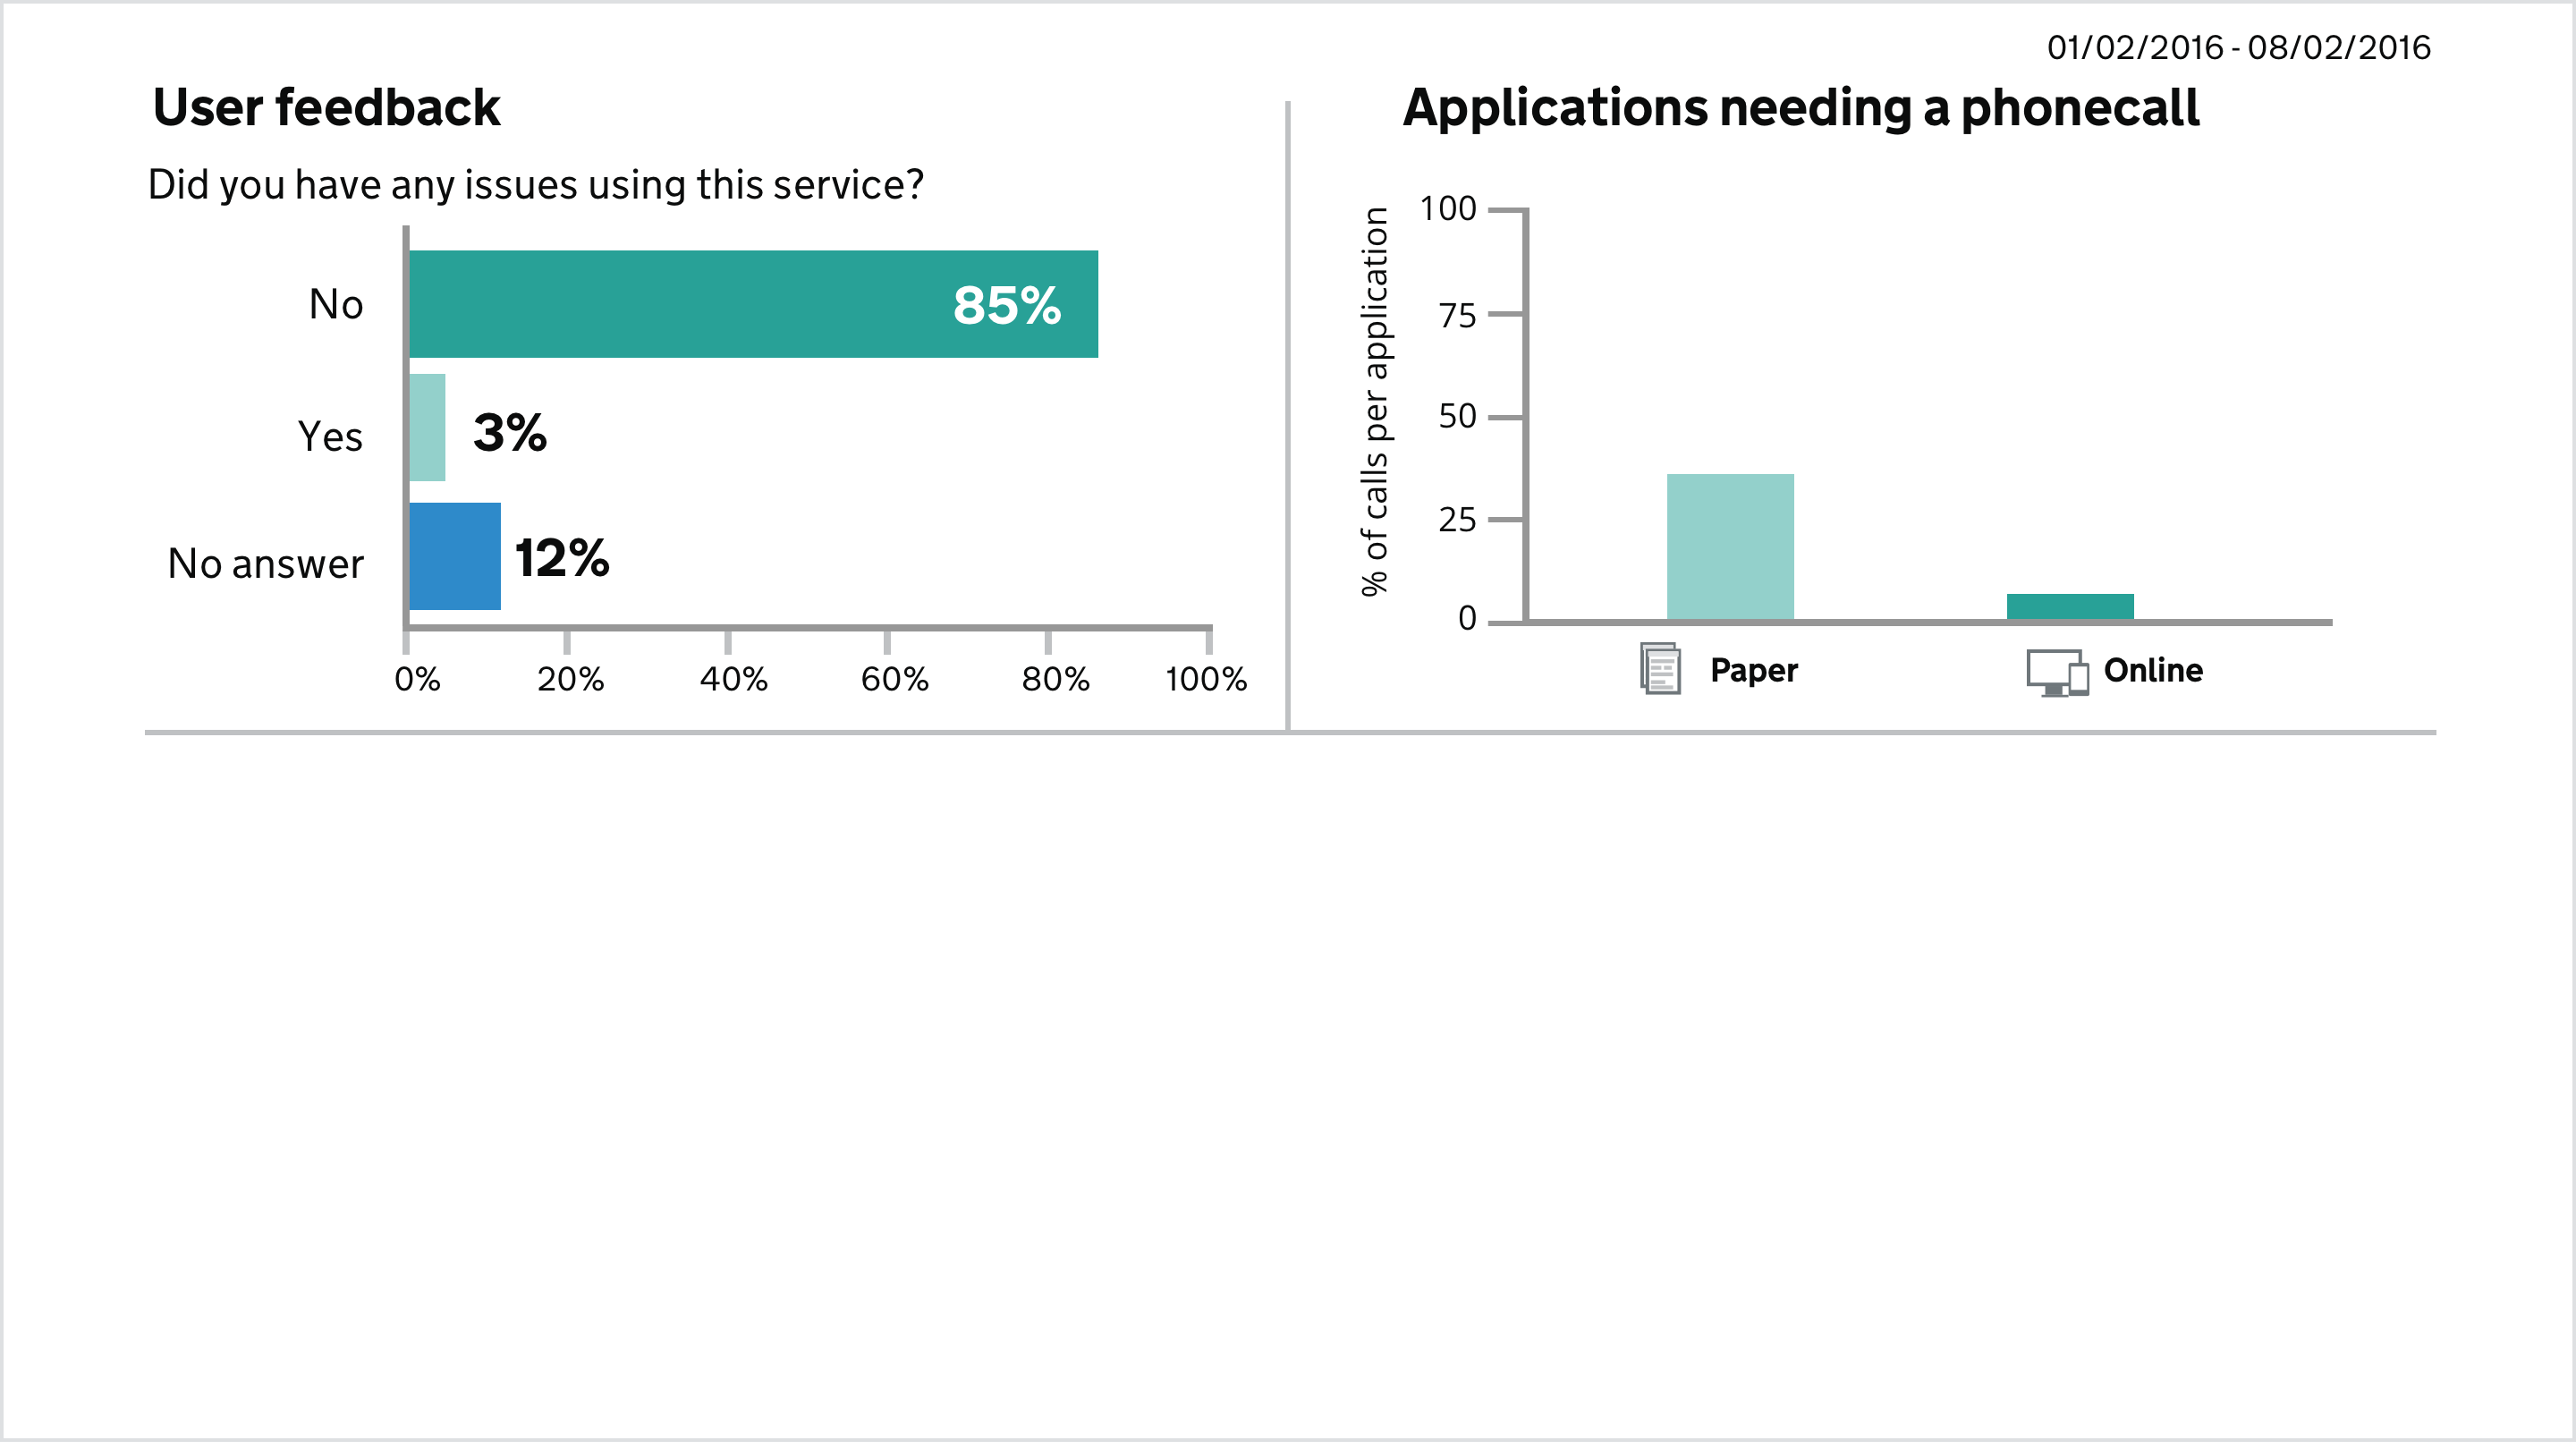 01/02/2016 - 08/02/2016
User feedback
Did you have any issues using this service?
No
85%
Yes
3%
No answer
12%
0% 20% 40% 60% 80% 100%
Applications needing a phonecall
% of calls per application
100
75
50
25
0
Paper
Online